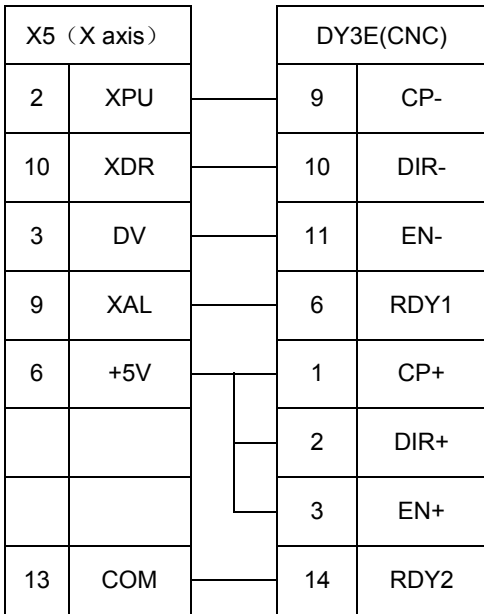 X5（X axis） DY3E(CNC)
2 XPU 9 CP-
10 XDR 10 DIR-
3 DV 11 EN-
9 XAL 6 RDY1
6 +5V 1 CP+
2 DIR+
3 EN+
13 COM 14 RDY2